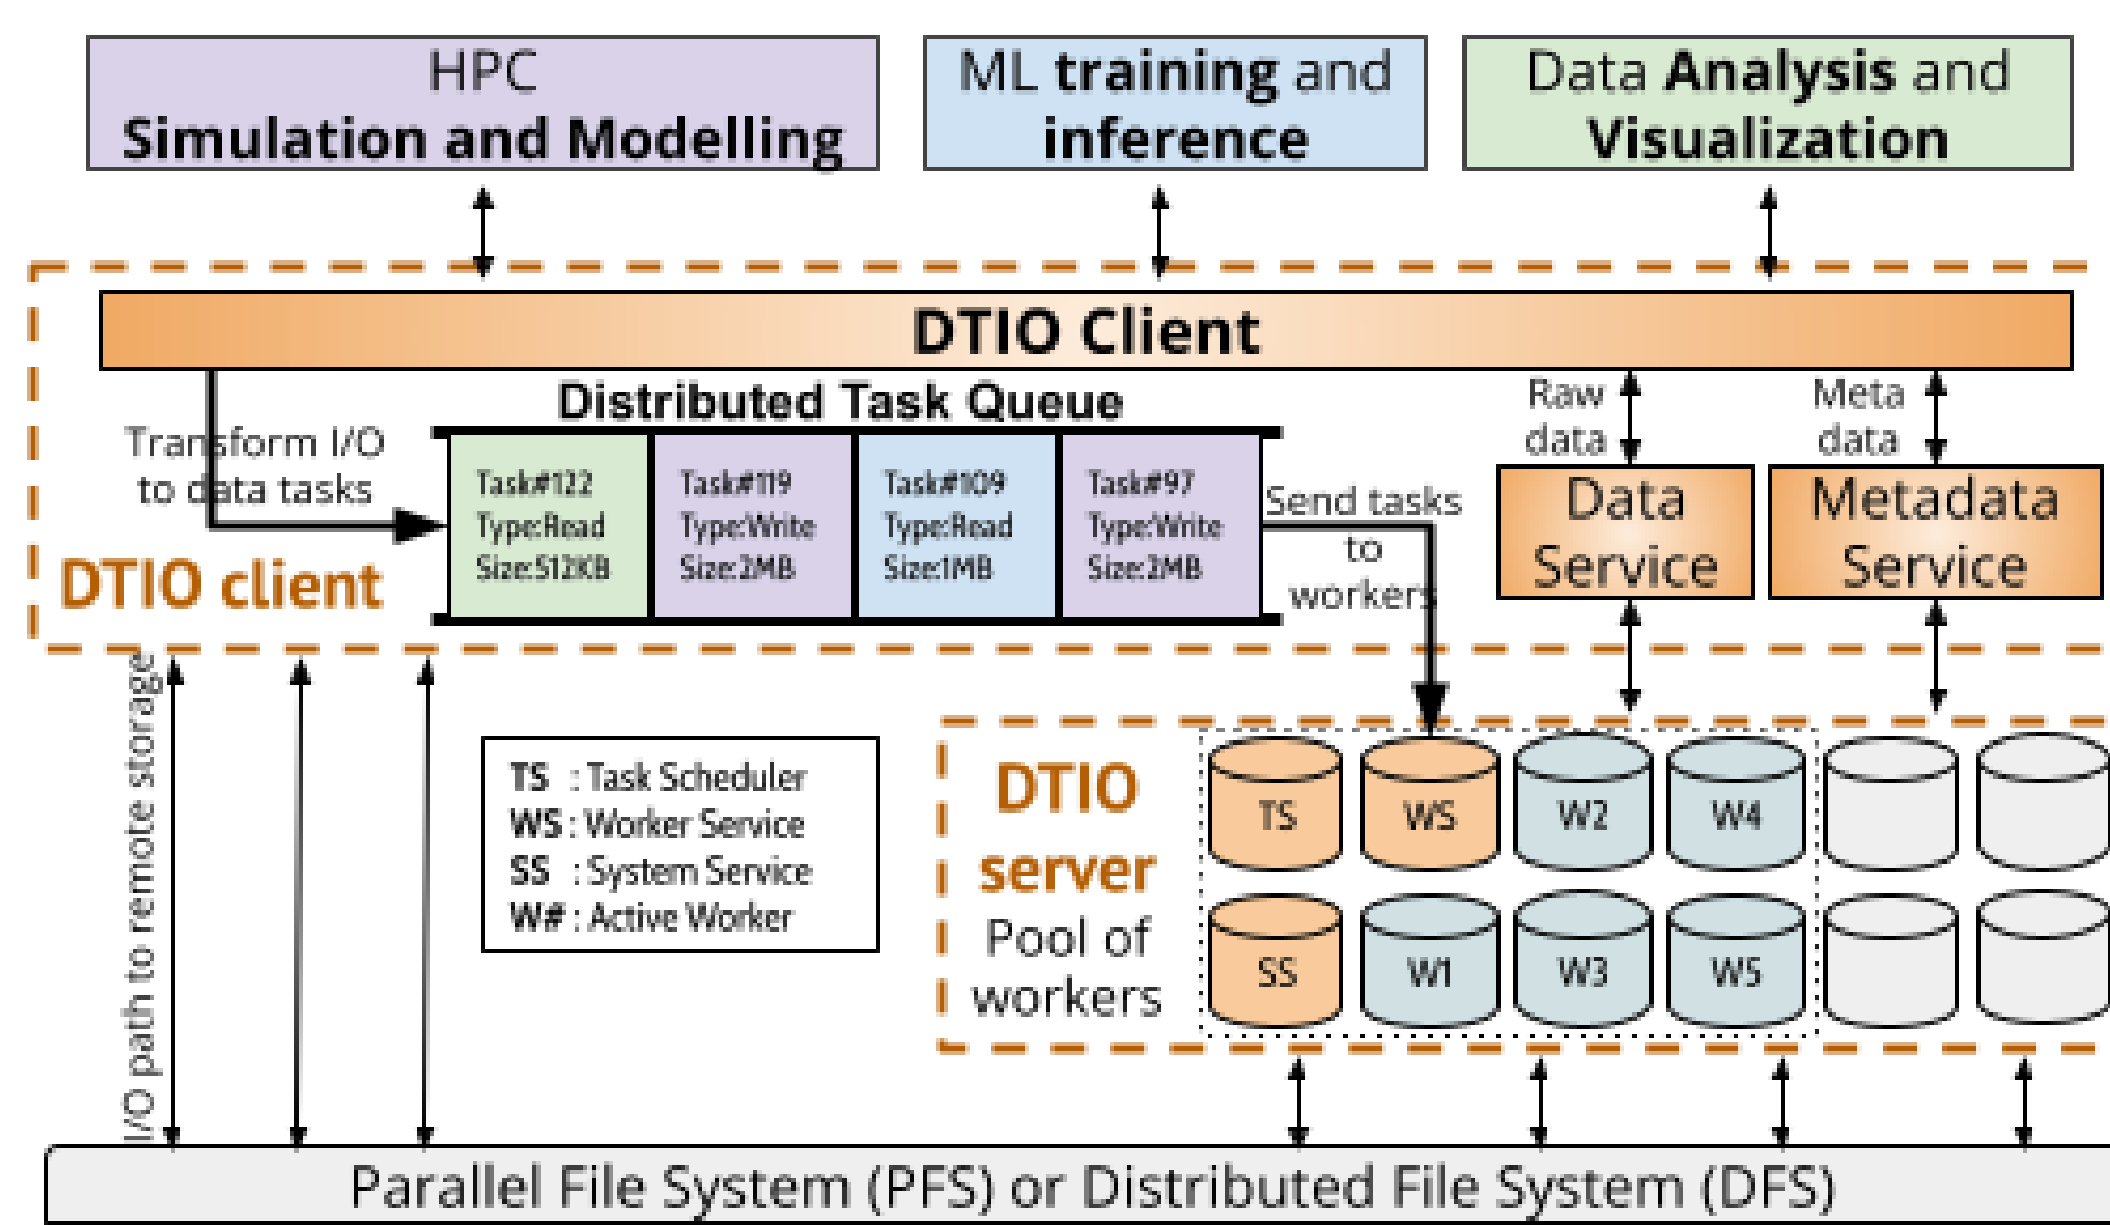 HPC
Simulation and Modelling
ML training and
inference
Data Analysis and
Visualization
DTIO Client
Distributed Task Queue
Transform I/O
to data tasks
DTIO client
Task#122
Type:Read
Size:512KB
Task#119
Type:Write
Size:2MB
Task#109
Type:Read
Size:1MB
Task#97
Type:Write
Size:2MB
Send tasks
to
workers
Raw
data
Meta
data
Data
Service
Metadata
Service
I/O path to remote storage
TS : Task Scheduler
WS : Worker Service
SS : System Service
W# : Active Worker
DTIO
server
Pool of
workers
TS
WS
W2
W4
SS
W1
W3
W5
Parallel File System (PFS) or Distributed File System (DFS)